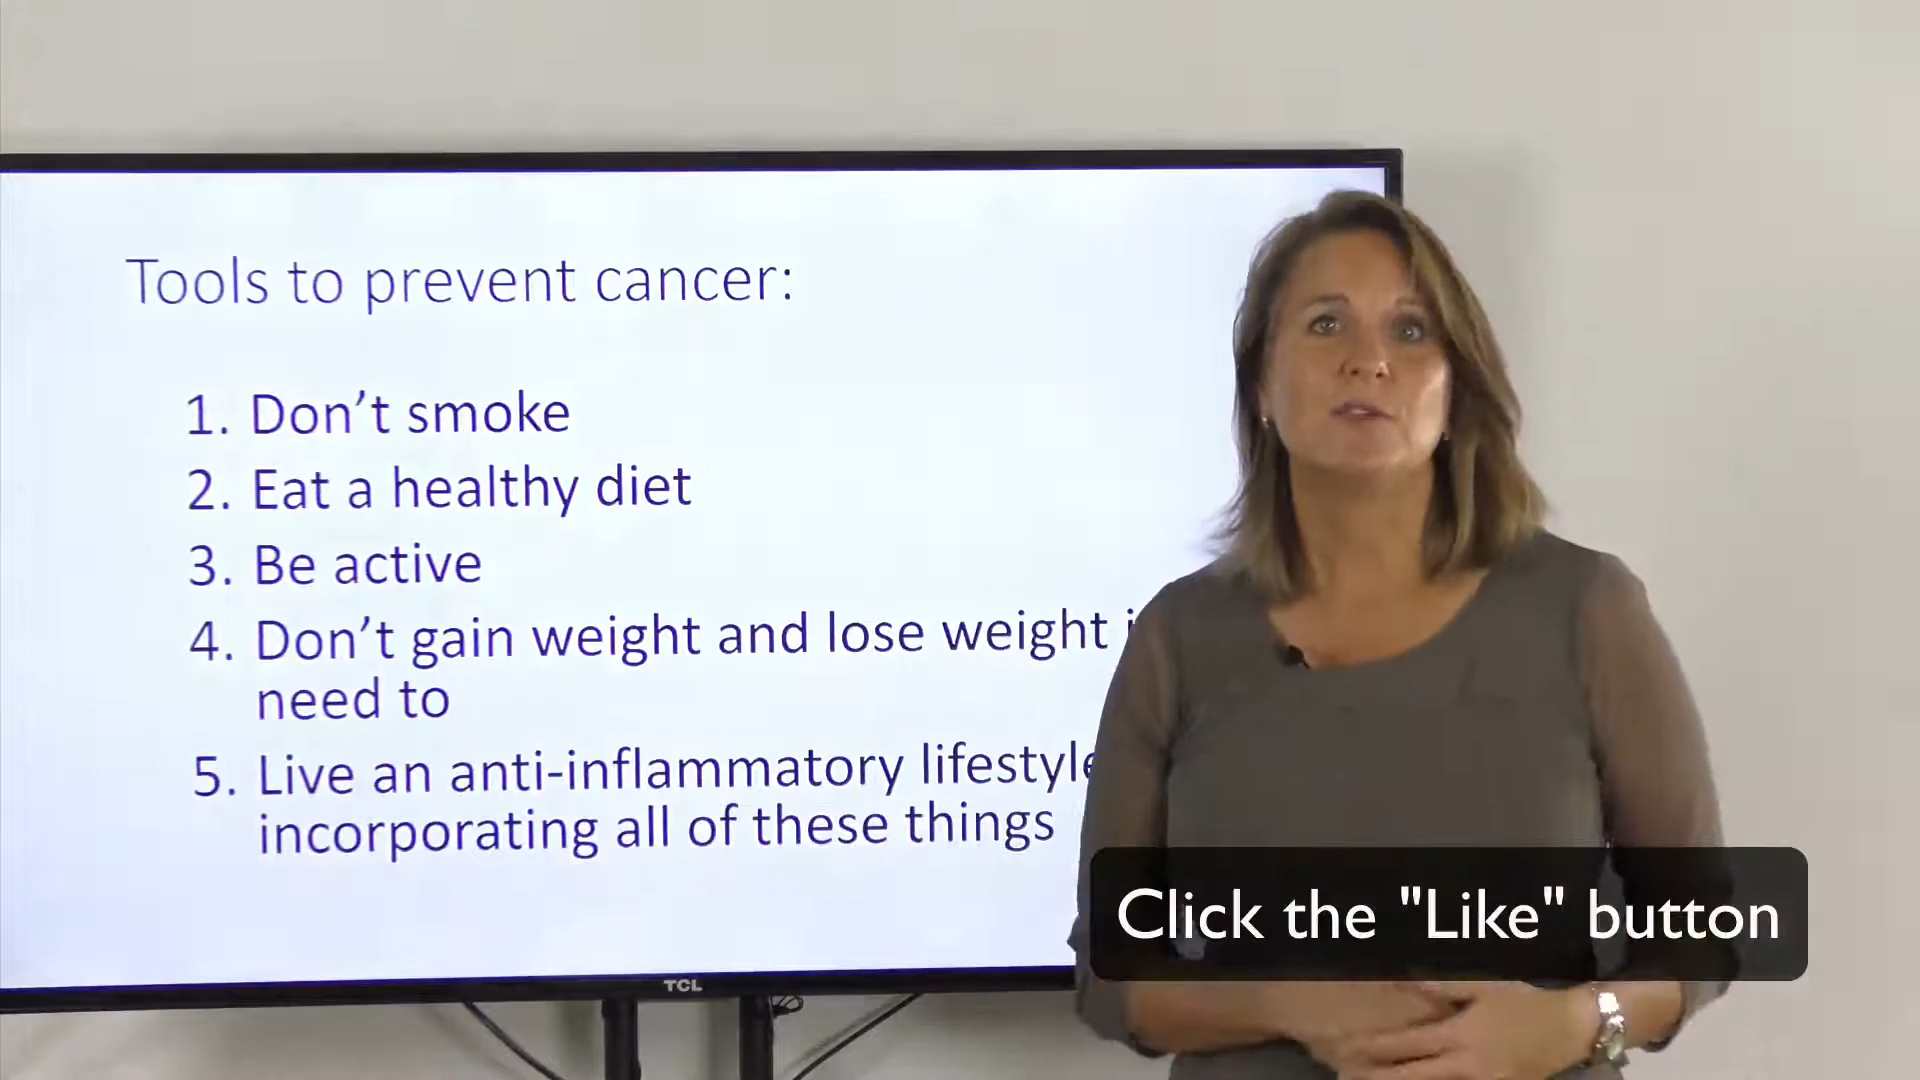 Tools to prevent cancer:
1. Don’t smoke
2. Eat a healthy diet
3. Be active
4. Don’t gain weight and lose weight
need to
5. Live an anti-inflammatory lifestyle
incorporating all of these things
Click the "Like" button
TCL